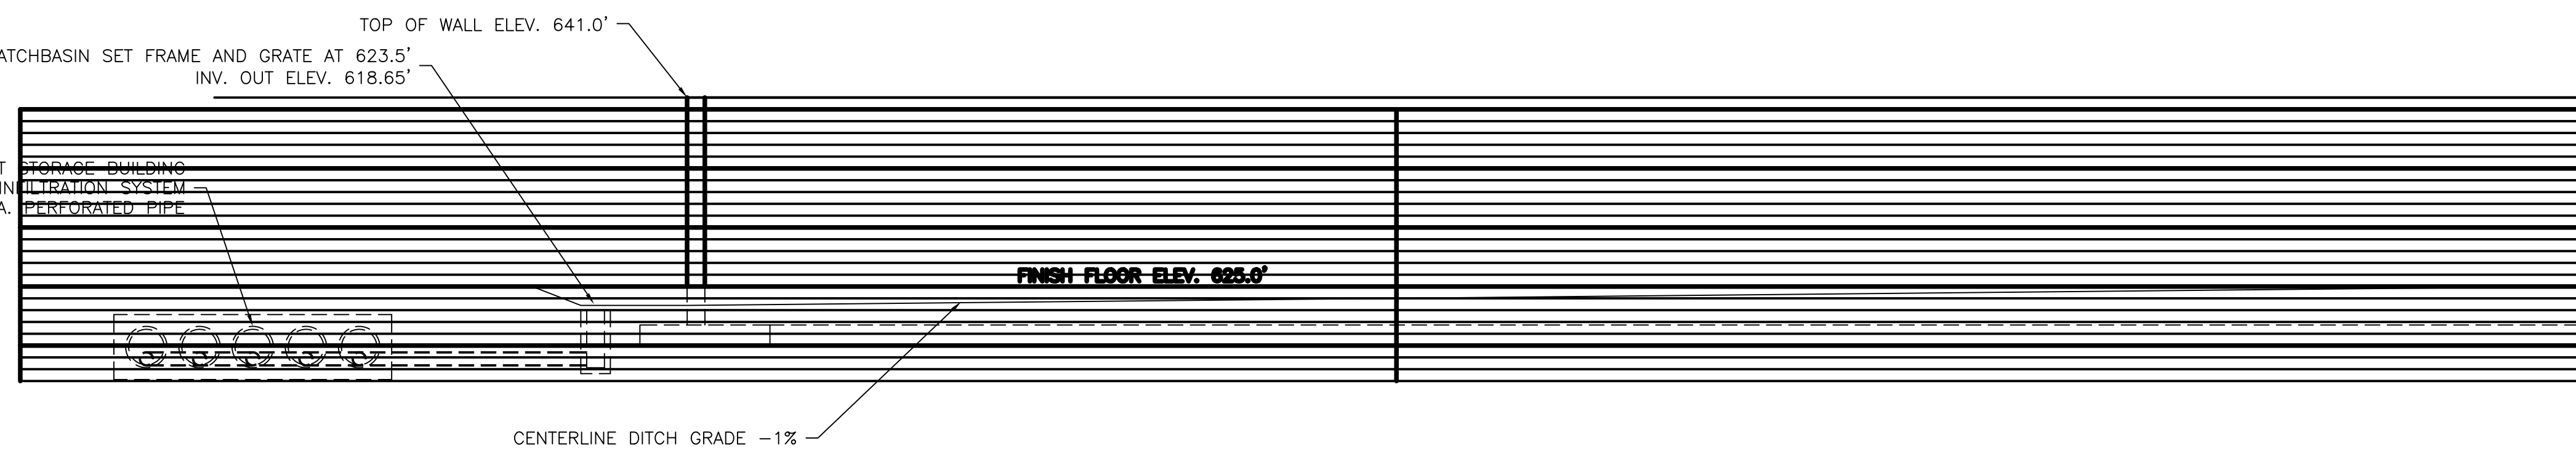 TOP OF WALL ELEV. 641.0'
ATCHBASIN SET FRAME AND GRATE AT 623.5'
INV. OUT ELEV. 618.65'
T STORAGE BUILDING
INFILTRATION SYSTEM
A. PERFORATED PIPE
FINISH FLOOR ELEV. 625.0'
CENTERLINE DITCH GRADE -1%